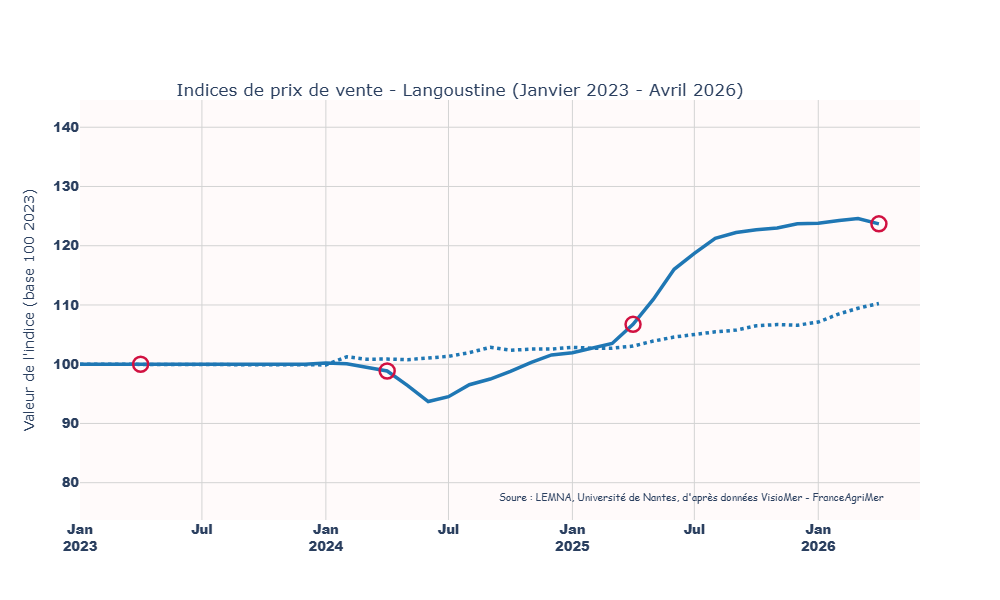 Indices de prix de vente - Langoustine (Janvier 2023 - Avril 2026)
Valeur de l'indice (base 100 2023)
140
130
120
110
100
90
80
Soure : LEMNA, Université de Nantes, d'après données VisioMer - FranceAgriMer
Jan
2023
Jul
Jan
2024
Jul
Jan
2025
Jul
Jan
2026